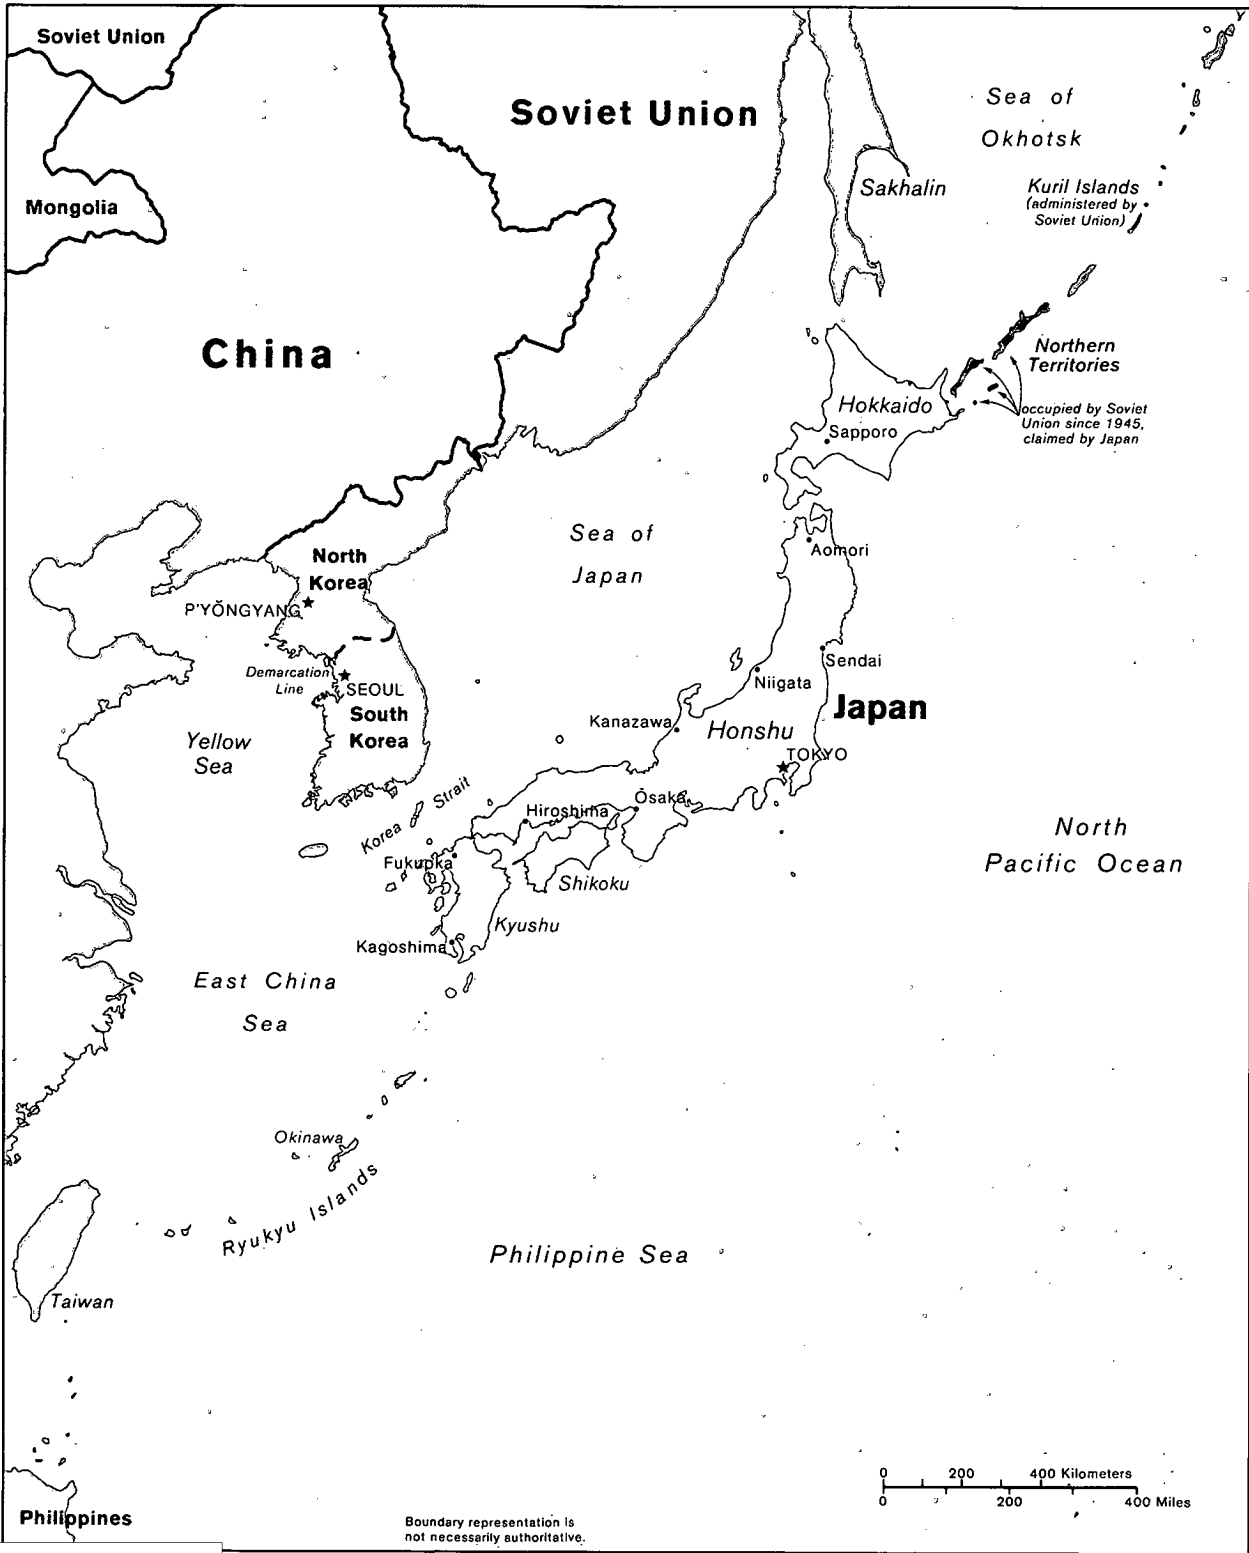 Soviet Union
Soviet Union
Sea of
Okhotsk
Mongolia
Sakhalin
Kuril Islands
(administered by
Soviet Union)
China
Northern
Territories
Hokkaido
occupied by Soviet
Union since 1945,
claimed by Japan
Sapporo
Sea of
Japan
North
Korea
Aomori
P'YŎNGYANG
Demarcation
Line
SEOUL
South
Korea
Sendai
Niigata
Japan
Kanazawa
Honshu
Yellow
Sea
TOKYO
Korea Strait
Ōsaka
Hiroshima
North
Pacific Ocean
Fukuoka
Shikoku
Kyushu
Kagoshima
East China
Sea
Okinawa
Ryukyu Islands
Philippine Sea
Taiwan
0 200 400 Kilometers
0 200 400 Miles
Philippines
Boundary representation is
not necessarily authoritative.